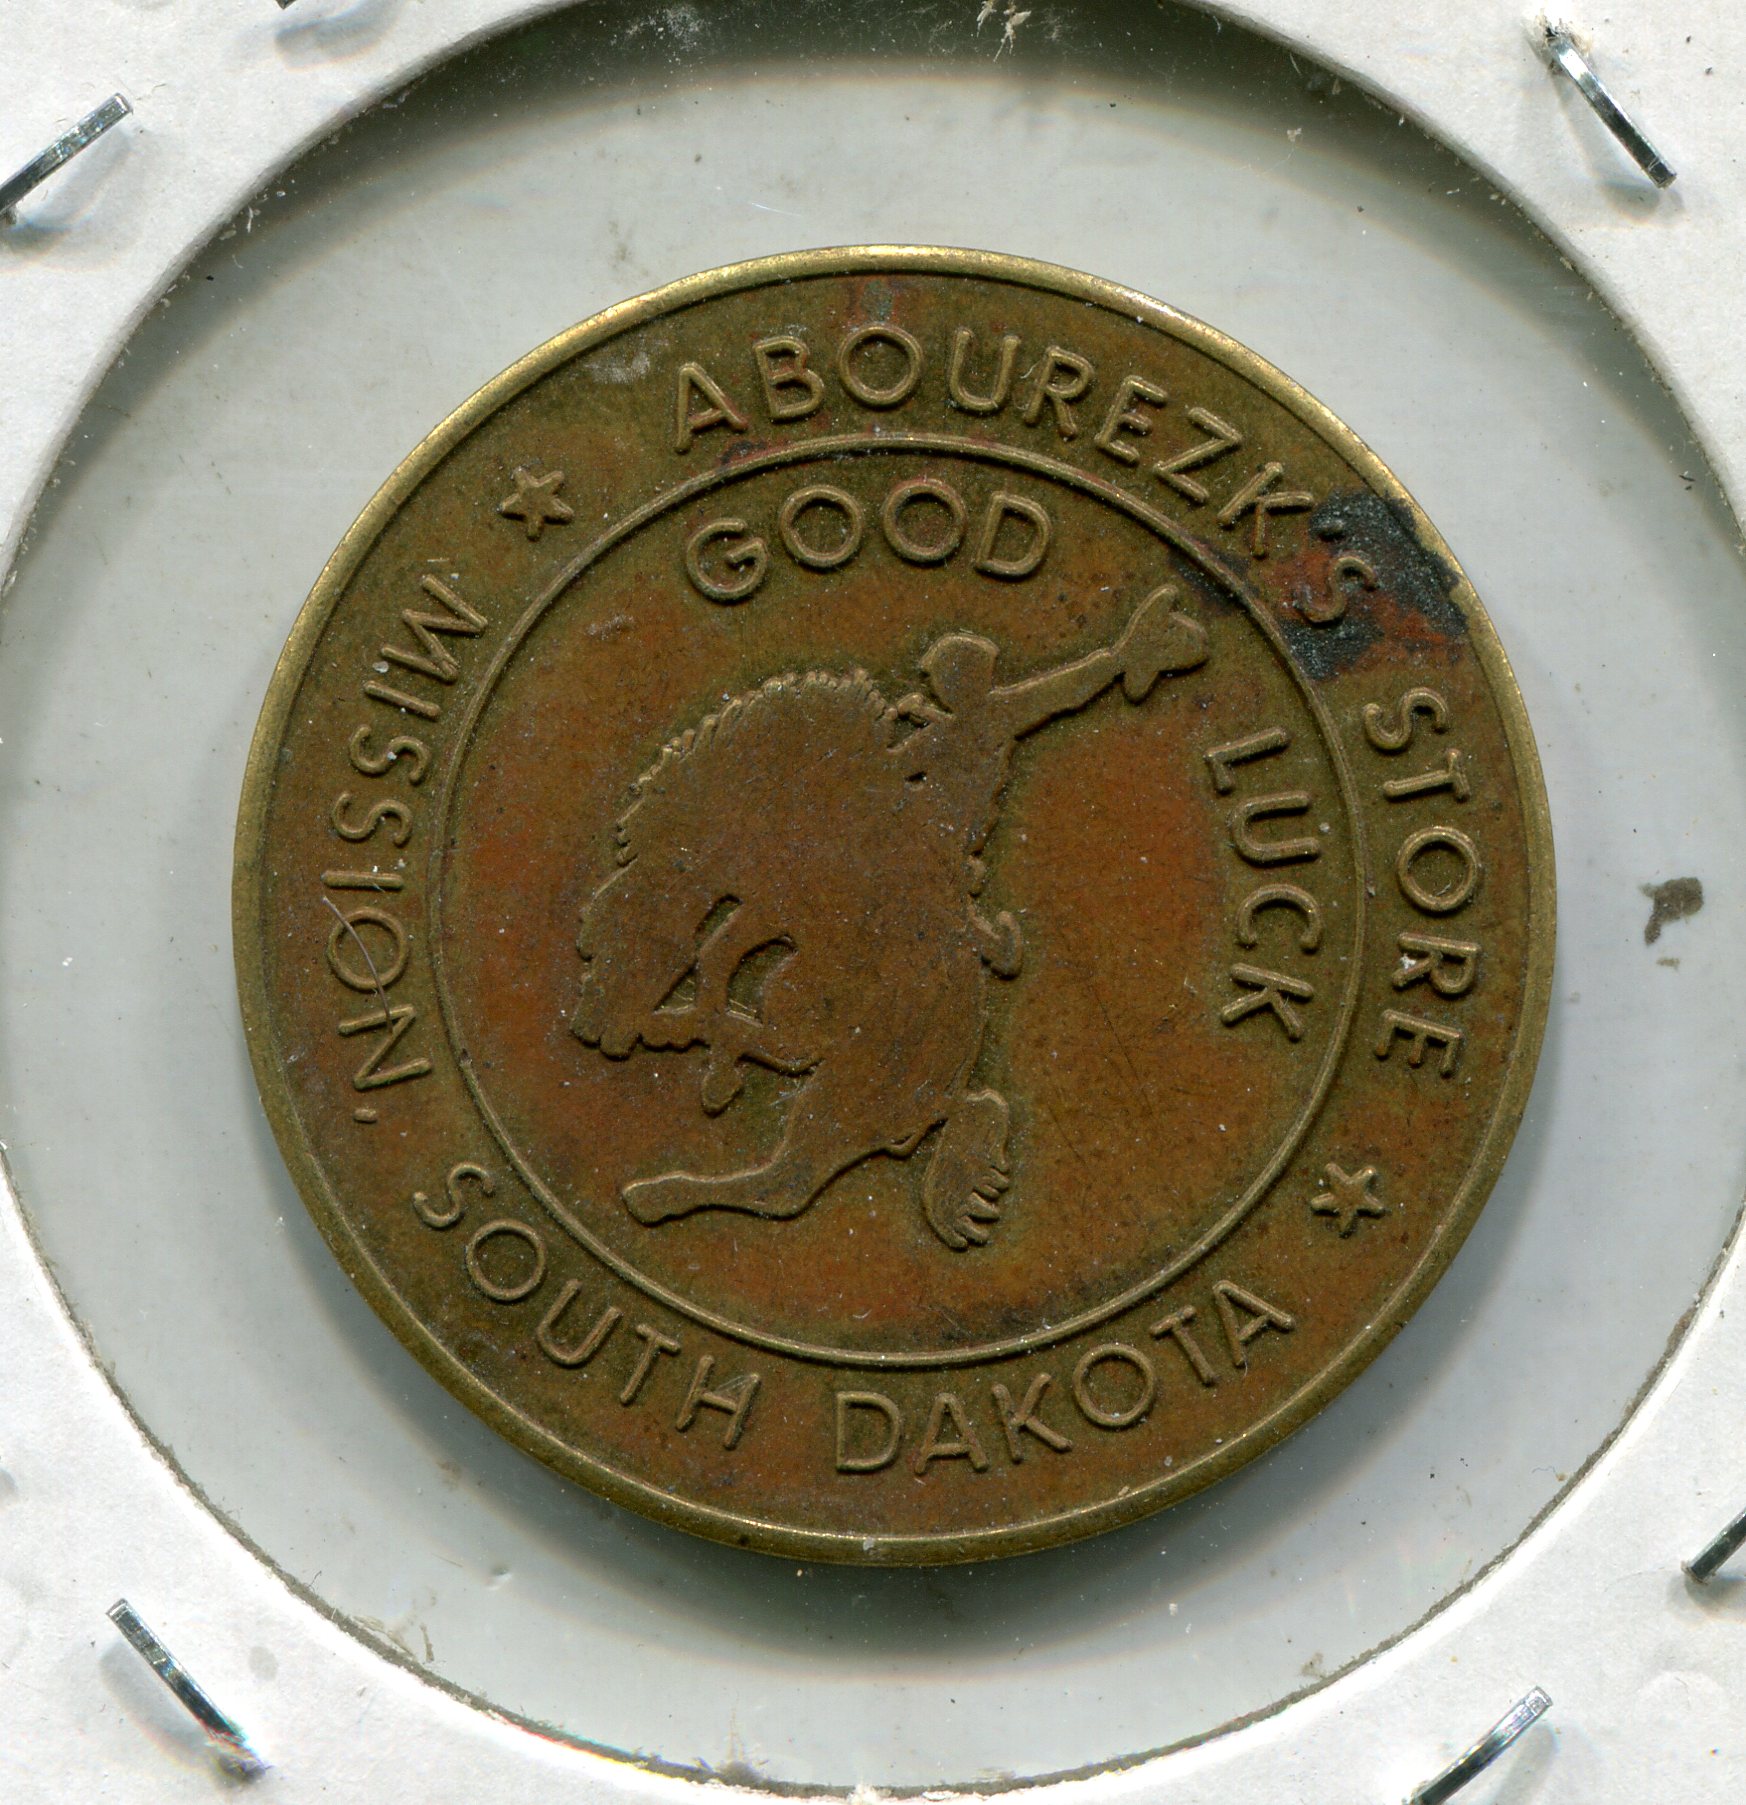 ABOUREZK'S STORE
MISSION, SOUTH DAKOTA
GOOD LUCK